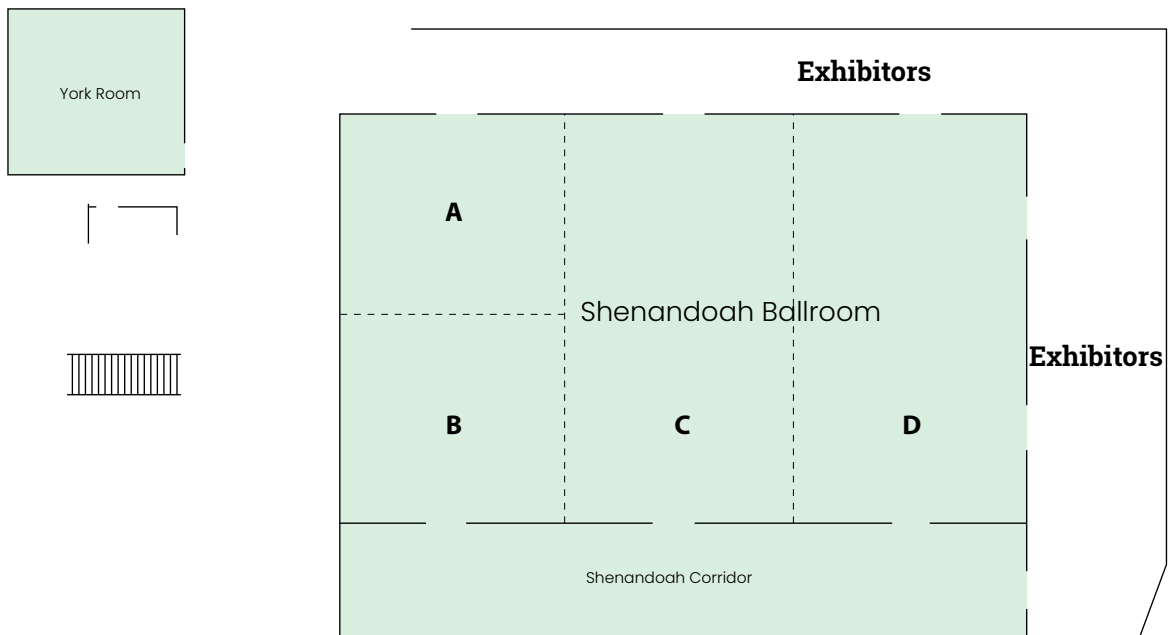 Exhibitors
York Room
A
Shenandoah Ballroom
Exhibitors
B
C
D
Shenandoah Corridor